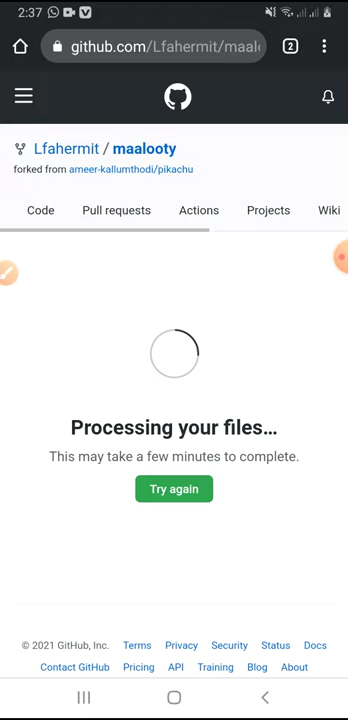 2:37
2
github.com/Lfahermit/maal
Lfahermit / maalooty
forked from ameer-kallumthodi/pikachu
Code Pull requests Actions Projects Wiki
Processing your files…
This may take a few minutes to complete.
Try again
© 2021 GitHub, Inc. Terms Privacy Security Status Docs
Contact GitHub Pricing API Training Blog About